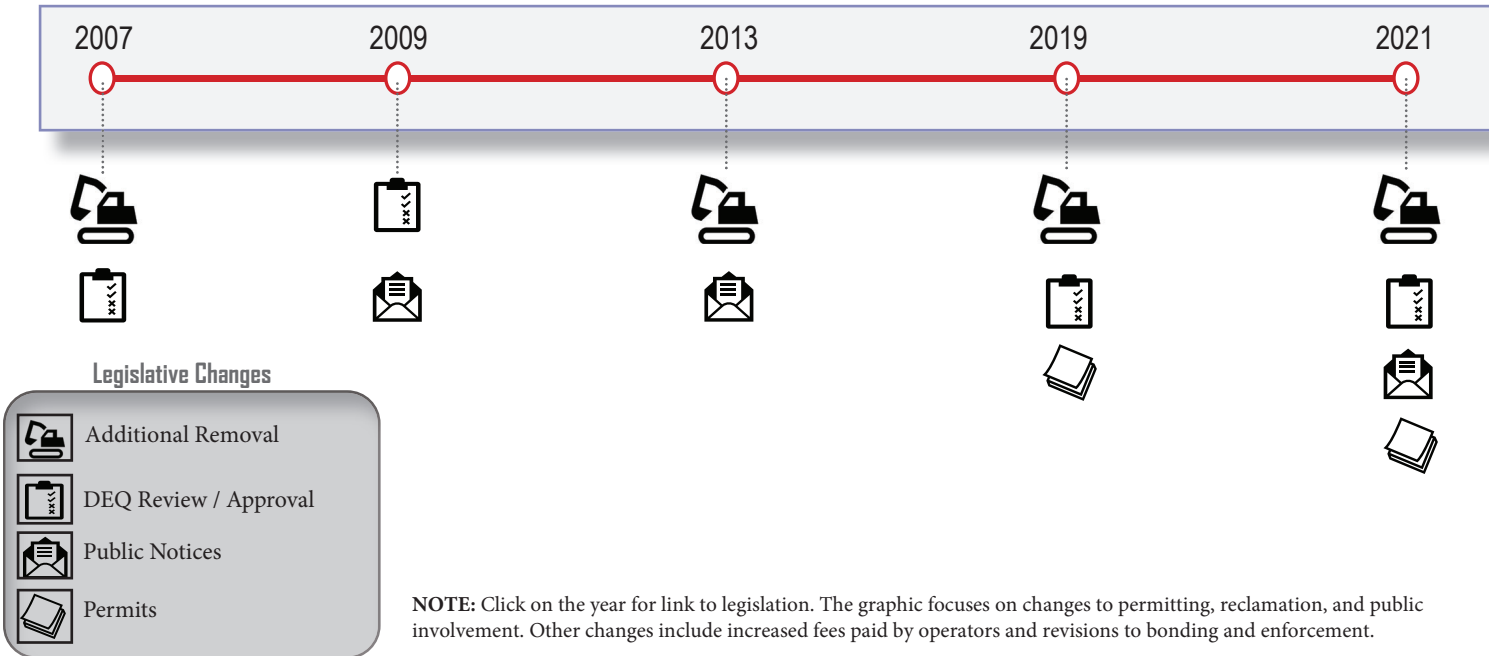 2007 2009 2013 2019 2021
Legislative Changes
Additional Removal
DEQ Review / Approval
Public Notices
Permits
NOTE: Click on the year for link to legislation. The graphic focuses on changes to permitting, reclamation, and public
involvement. Other changes include increased fees paid by operators and revisions to bonding and enforcement.